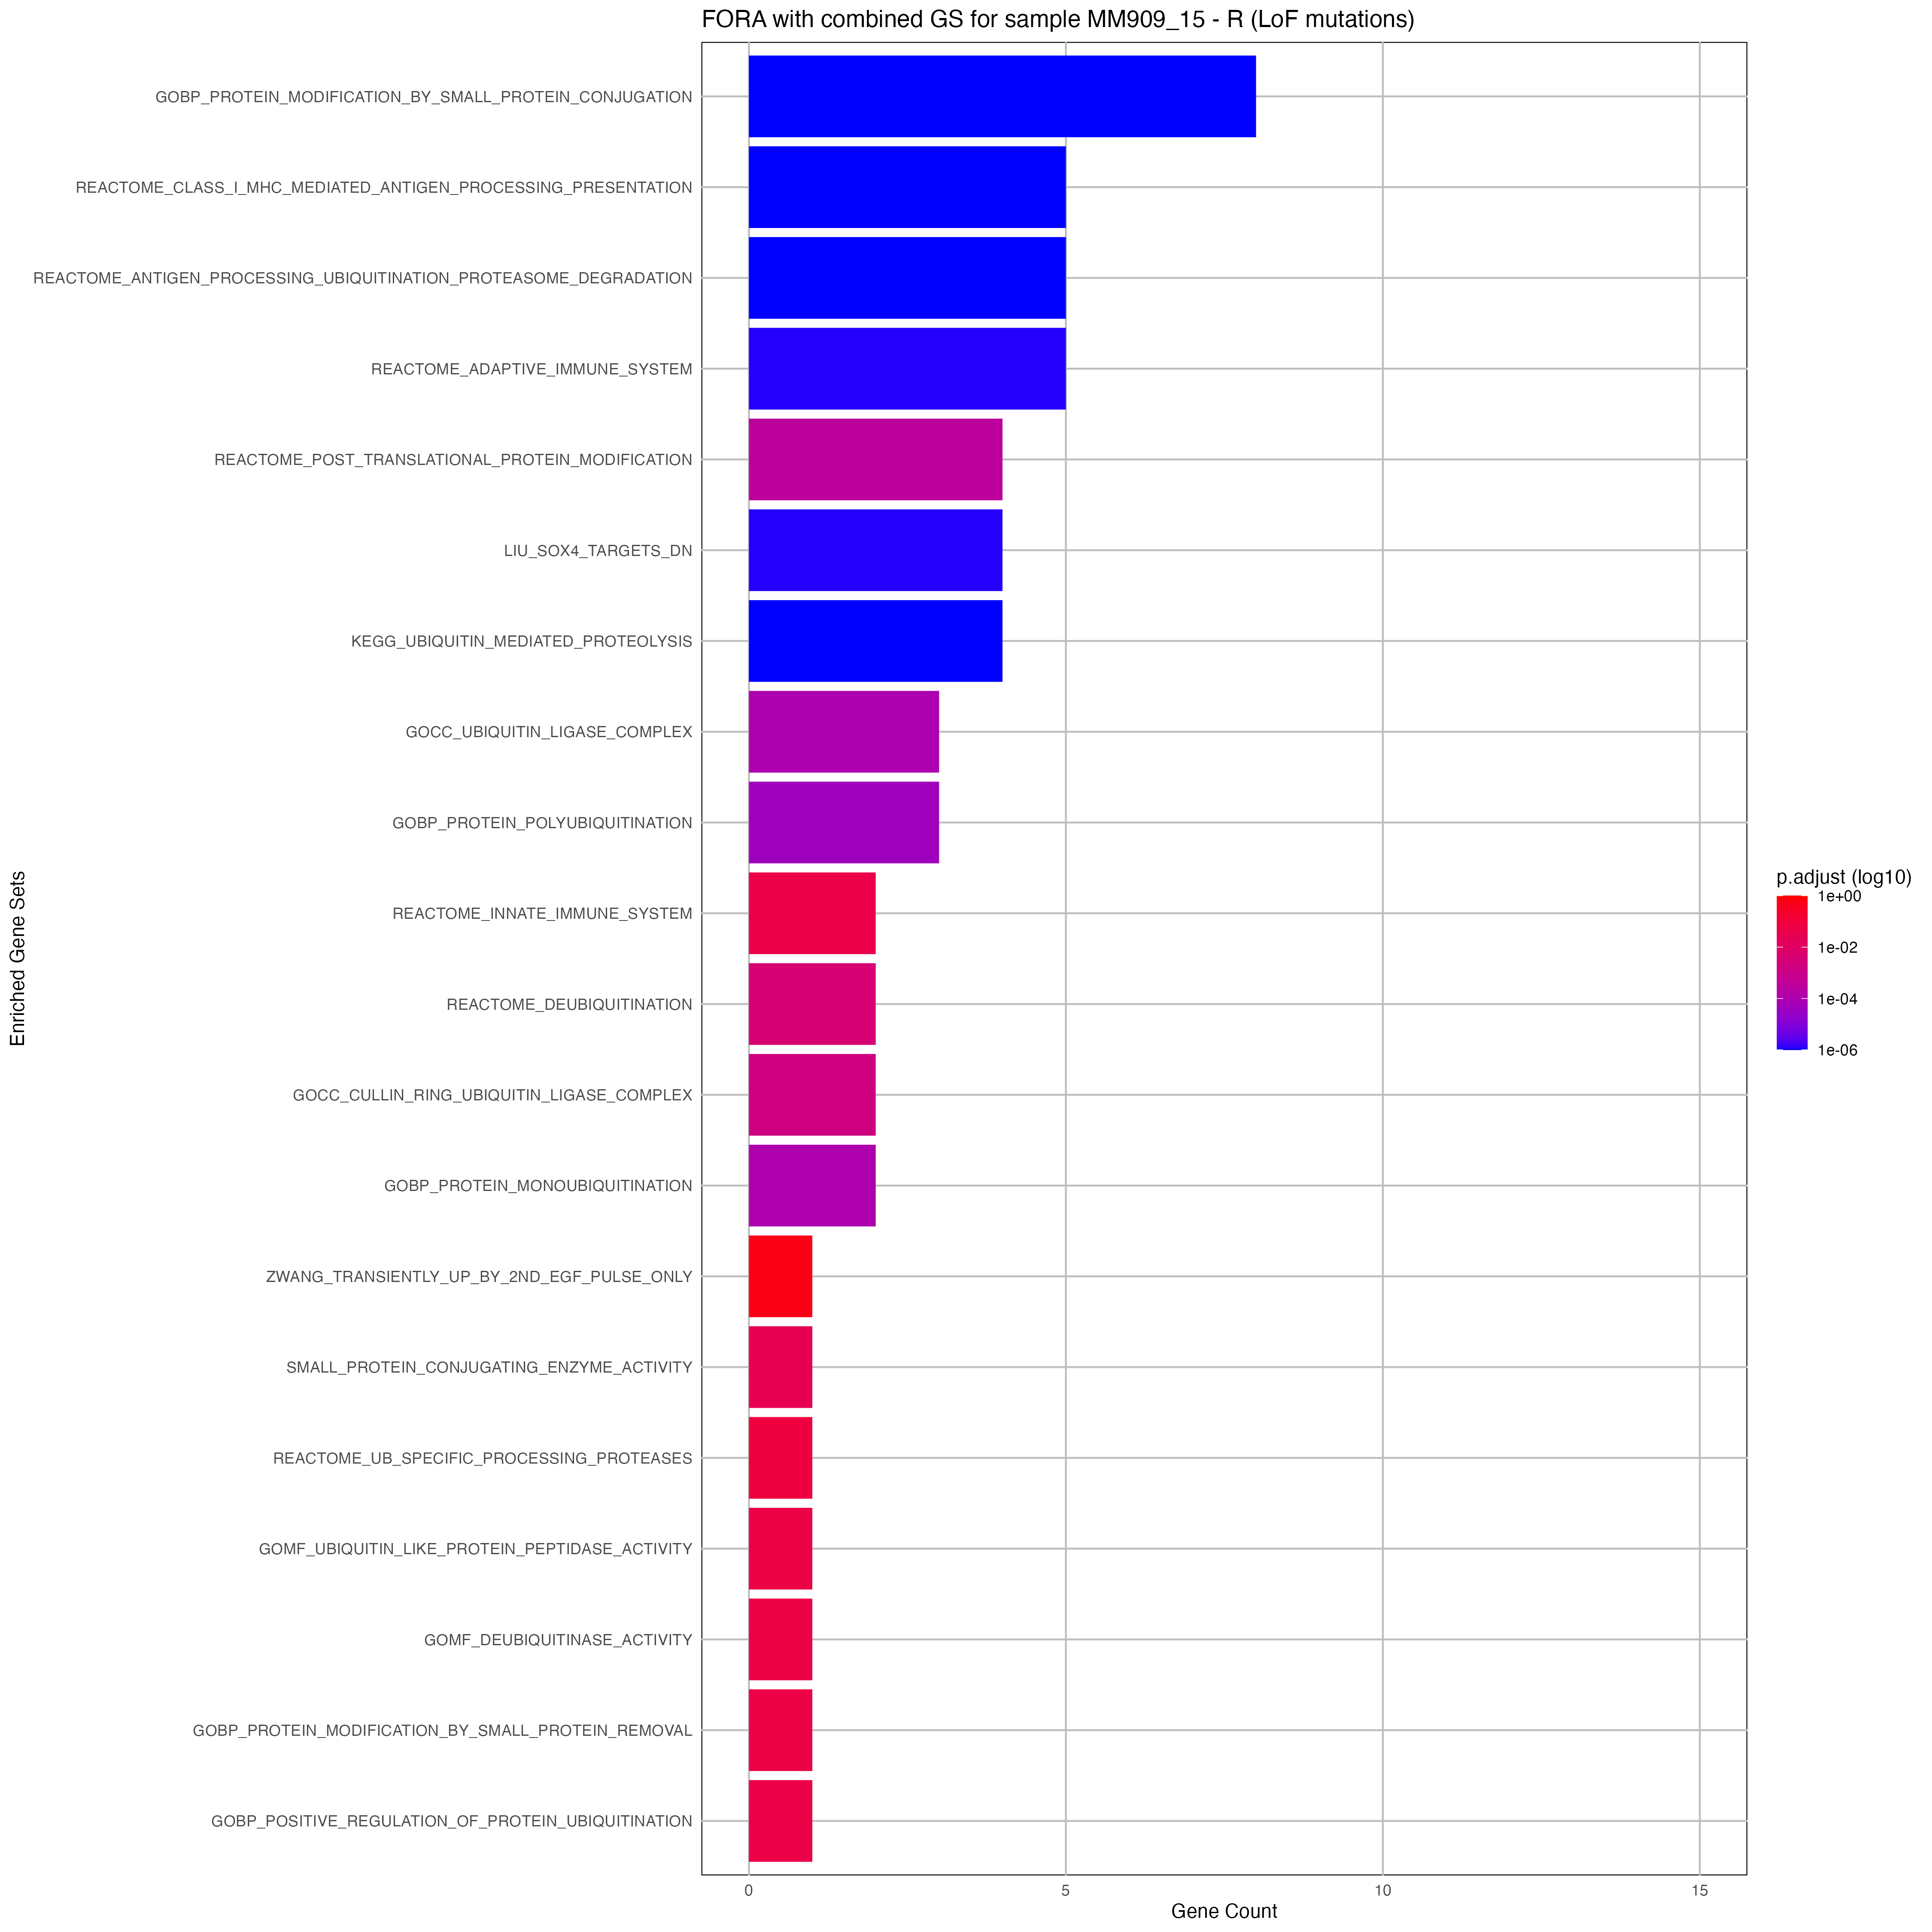 FORA with combined GS for sample MM909_15 - R (LoF mutations)
Enriched Gene Sets
GOBP_PROTEIN_MODIFICATION_BY_SMALL_PROTEIN_CONJUGATION
REACTOME_CLASS_I_MHC_MEDIATED_ANTIGEN_PROCESSING_PRESENTATION
REACTOME_ANTIGEN_PROCESSING_UBIQUITINATION_PROTEASOME_DEGRADATION
REACTOME_ADAPTIVE_IMMUNE_SYSTEM
REACTOME_POST_TRANSLATIONAL_PROTEIN_MODIFICATION
LIU_SOX4_TARGETS_DN
KEGG_UBIQUITIN_MEDIATED_PROTEOLYSIS
GOCC_UBIQUITIN_LIGASE_COMPLEX
GOBP_PROTEIN_POLYUBIQUITINATION
REACTOME_INNATE_IMMUNE_SYSTEM
REACTOME_DEUBIQUITINATION
GOCC_CULLIN_RING_UBIQUITIN_LIGASE_COMPLEX
GOBP_PROTEIN_MONOUBIQUITINATION
ZWANG_TRANSIENTLY_UP_BY_2ND_EGF_PULSE_ONLY
SMALL_PROTEIN_CONJUGATING_ENZYME_ACTIVITY
REACTOME_UB_SPECIFIC_PROCESSING_PROTEASES
GOMF_UBIQUITIN_LIKE_PROTEIN_PEPTIDASE_ACTIVITY
GOMF_DEUBIQUITINASE_ACTIVITY
GOBP_PROTEIN_MODIFICATION_BY_SMALL_PROTEIN_REMOVAL
GOBP_POSITIVE_REGULATION_OF_PROTEIN_UBIQUITINATION
0 5 10 15
Gene Count
p.adjust (log10)
1e+00
1e-02
1e-04
1e-06